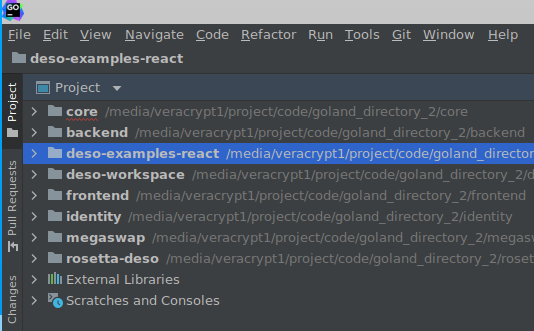 GO
File Edit View Navigate Code Refactor Run Tools Git Window Help
deso-examples-react
Project
Project
core /media/veracrypt1/project/code/goland_directory_2/core
backend /media/veracrypt1/project/code/goland_directory_2/backend
deso-examples-react /media/veracrypt1/project/code/goland_director
deso-workspace /media/veracrypt1/project/code/goland_directory_2/d
frontend /media/veracrypt1/project/code/goland_directory_2/frontend
identity /media/veracrypt1/project/code/goland_directory_2/identity
megaswap /media/veracrypt1/project/code/goland_directory_2/megasw
rosetta-deso /media/veracrypt1/project/code/goland_directory_2/roset
External Libraries
Scratches and Consoles
Pull Requests
Changes